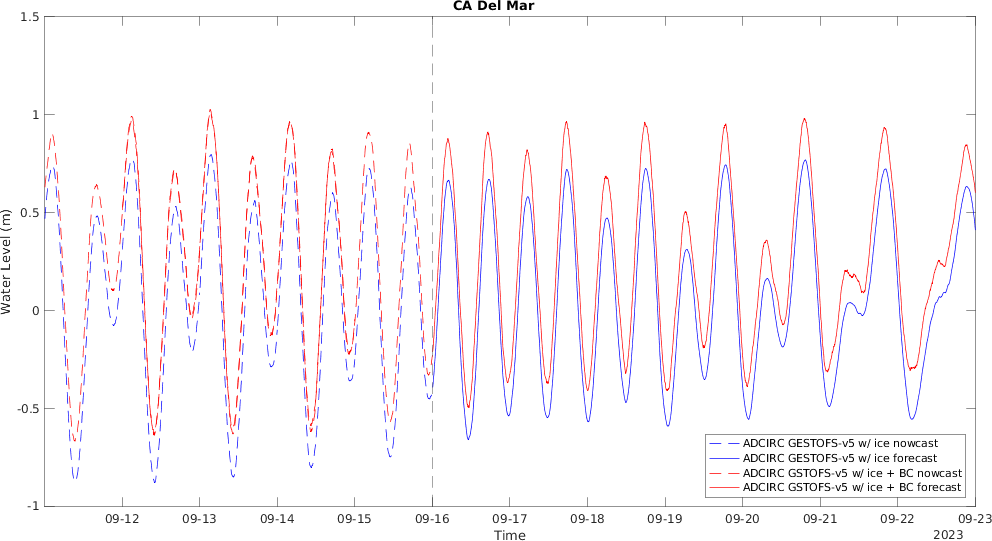 CA Del Mar
1.5
1
0.5
0
-0.5
-1
Water Level (m)
09-12 09-13 09-14 09-15 09-16 09-17 09-18 09-19 09-20 09-21 09-22 09-23
Time
2023
ADCIRC GESTOFS-v5 w/ ice nowcast
ADCIRC GESTOFS-v5 w/ ice forecast
ADCIRC GSTOFS-v5 w/ ice + BC nowcast
ADCIRC GSTOFS-v5 w/ ice + BC forecast